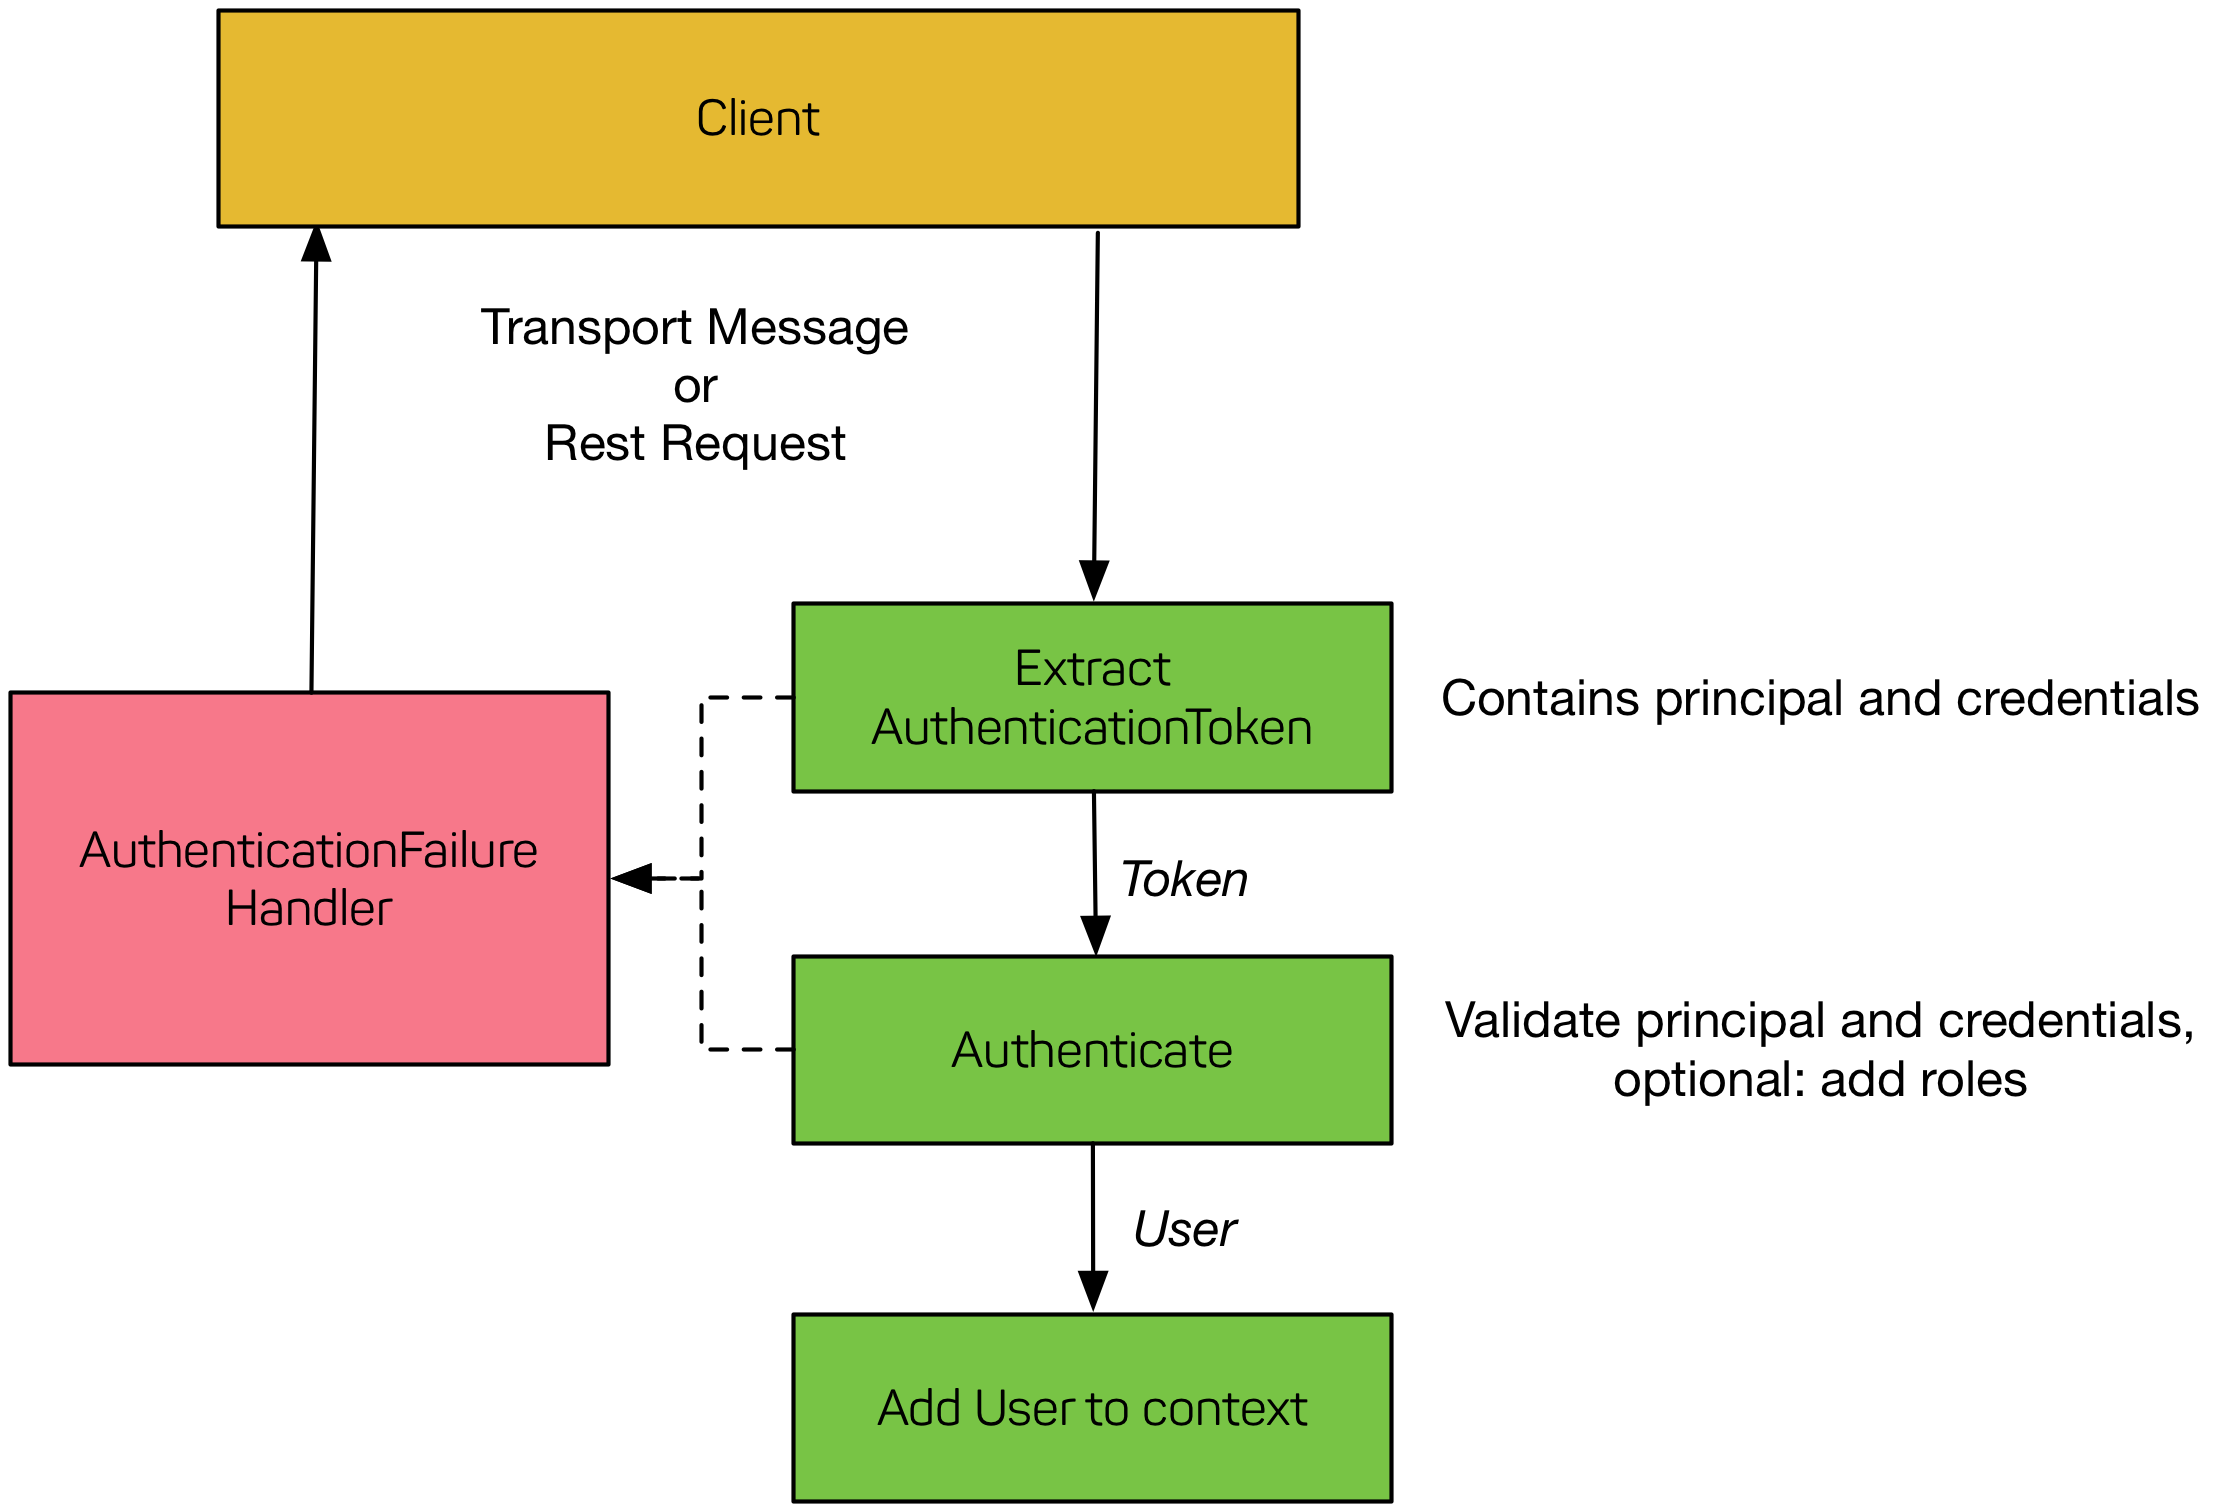 Client
Transport Message
or
Rest Request
Extract
AuthenticationToken
Contains principal and credentials
AuthenticationFailure
Handler
Token
Authenticate
Validate principal and credentials,
optional: add roles
User
Add User to context